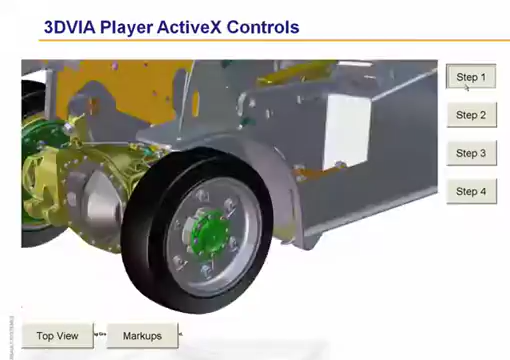 3DVIA Player ActiveX Controls
Step 1
Step 2
Step 3
Step 4
Top View
Markups